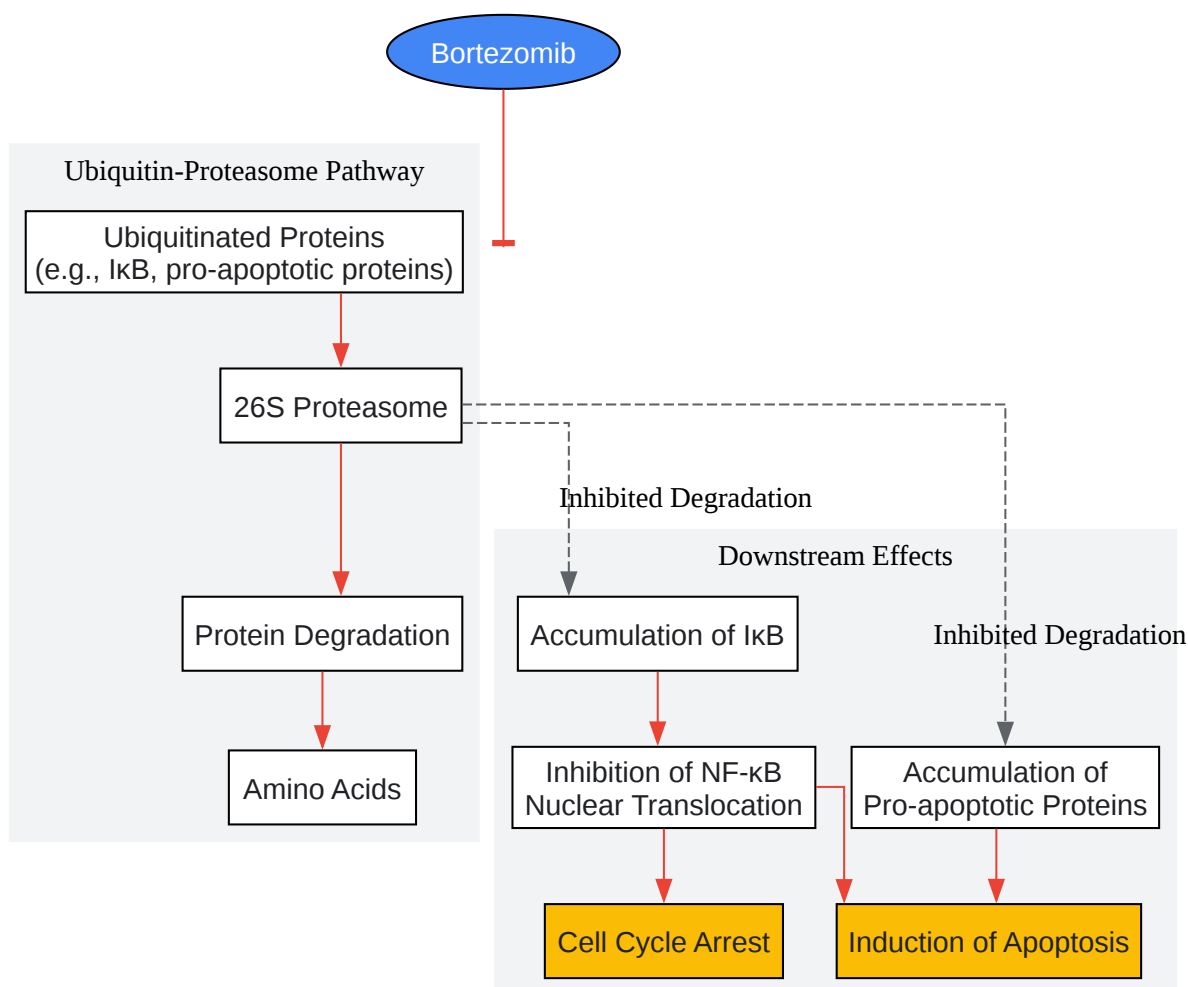 Bortezomib
Ubiquitin-Proteasome Pathway
Ubiquitinated Proteins
(e.g., IκB, pro-apoptotic proteins)
26S Proteasome
Inhibited Degradation
Downstream Effects
Protein Degradation
Accumulation of IκB
Inhibited Degradation
Amino Acids
Inhibition of NF-κB
Nuclear Translocation
Accumulation of
Pro-apoptotic Proteins
Cell Cycle Arrest
Induction of Apoptosis